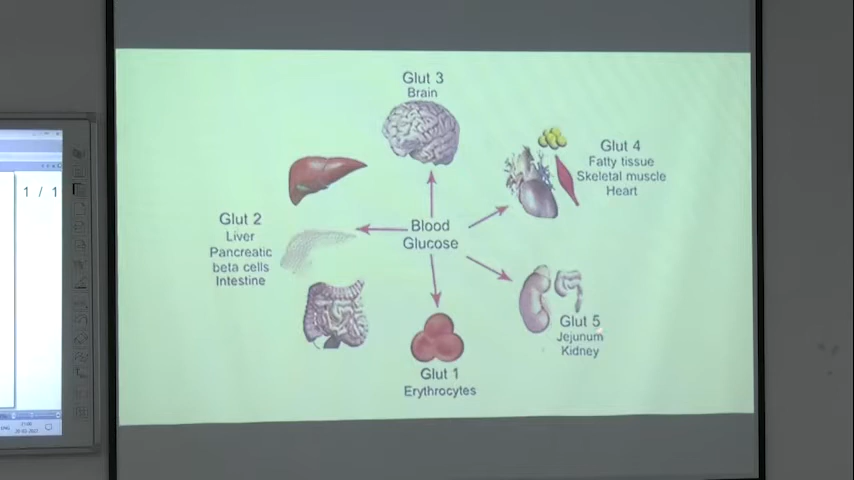 Glut 3
Brain
Glut 4
Fatty tissue
Skeletal muscle
Heart
Glut 2
Liver
Pancreatic
beta cells
Intestine
Blood
Glucose
Glut 5
Jejunum
Kidney
Glut 1
Erythrocytes
1 / 1